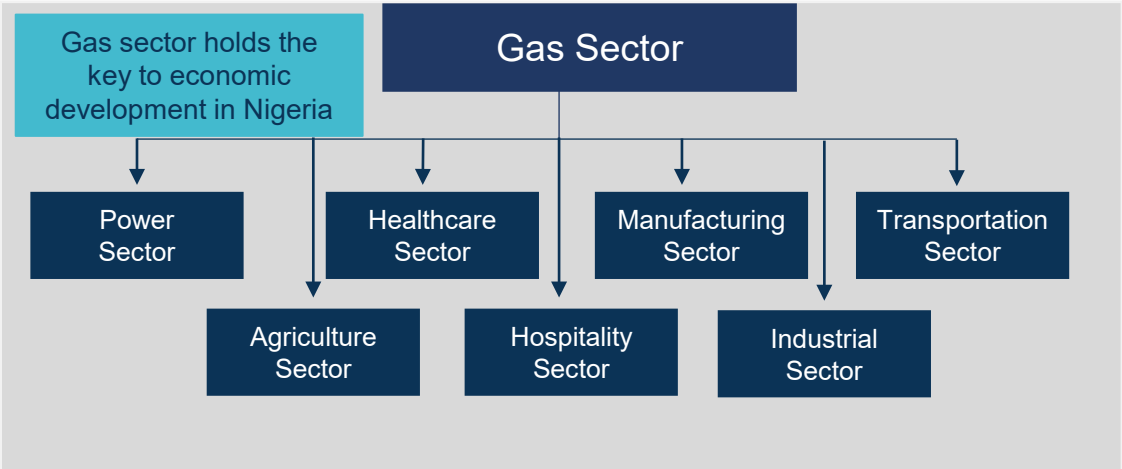 Gas sector holds the
key to economic
development in Nigeria
Gas Sector
Power
Sector
Healthcare
Sector
Manufacturing
Sector
Transportation
Sector
Agriculture
Sector
Hospitality
Sector
Industrial
Sector